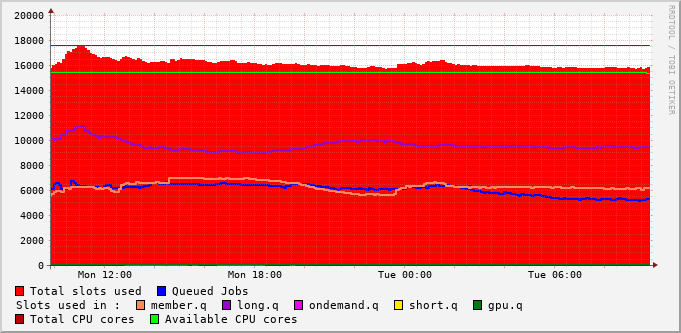 20000
18000
16000
14000
12000
10000
8000
6000
4000
2000
0
Mon 12:00 Mon 18:00 Tue 00:00 Tue 06:00
Total slots used Queued Jobs
Slots used in : member.q long.q ondemand.q short.q gpu.q
Total CPU cores Available CPU cores
RRDTOOL / TOBI OETIKER